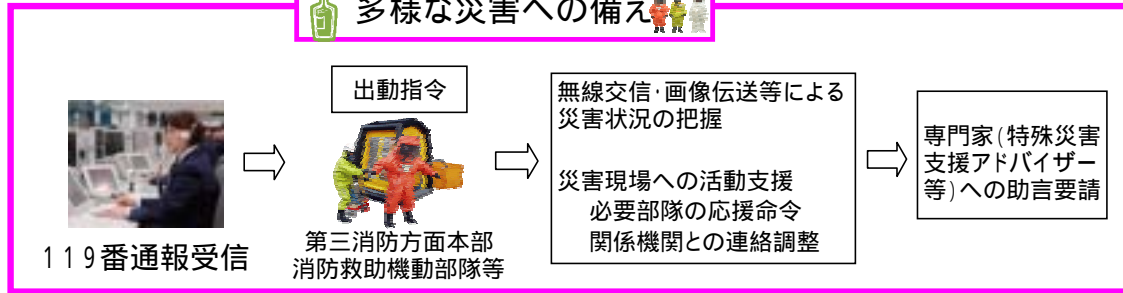 多様な災害への備え
出動指令
119番通報受信
第三消防方面本部
消防救助機動部隊等
無線交信・画像伝送等による
災害状況の把握
災害現場への活動支援
必要部隊の応援命令
関係機関との連絡調整
専門家(特殊災害
支援アドバイザー
等)への助言要請